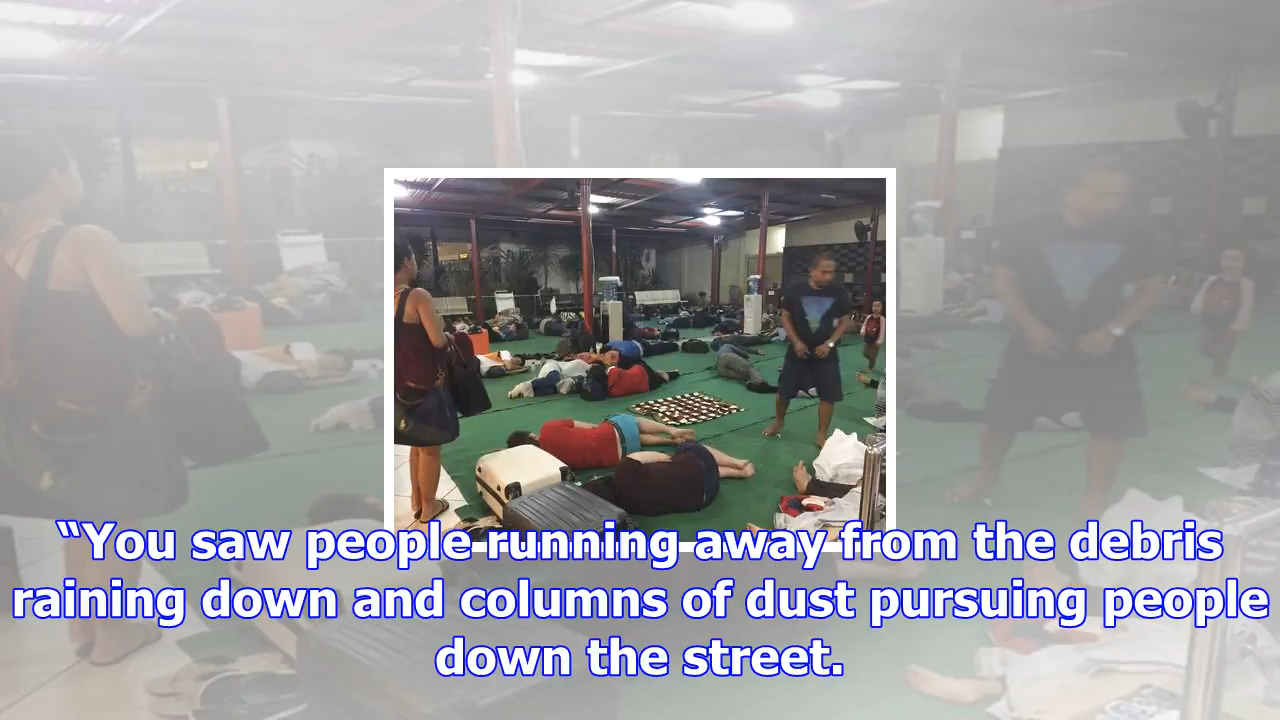 “You saw people running away from the debris
raining down and columns of dust pursuing people
down the street.